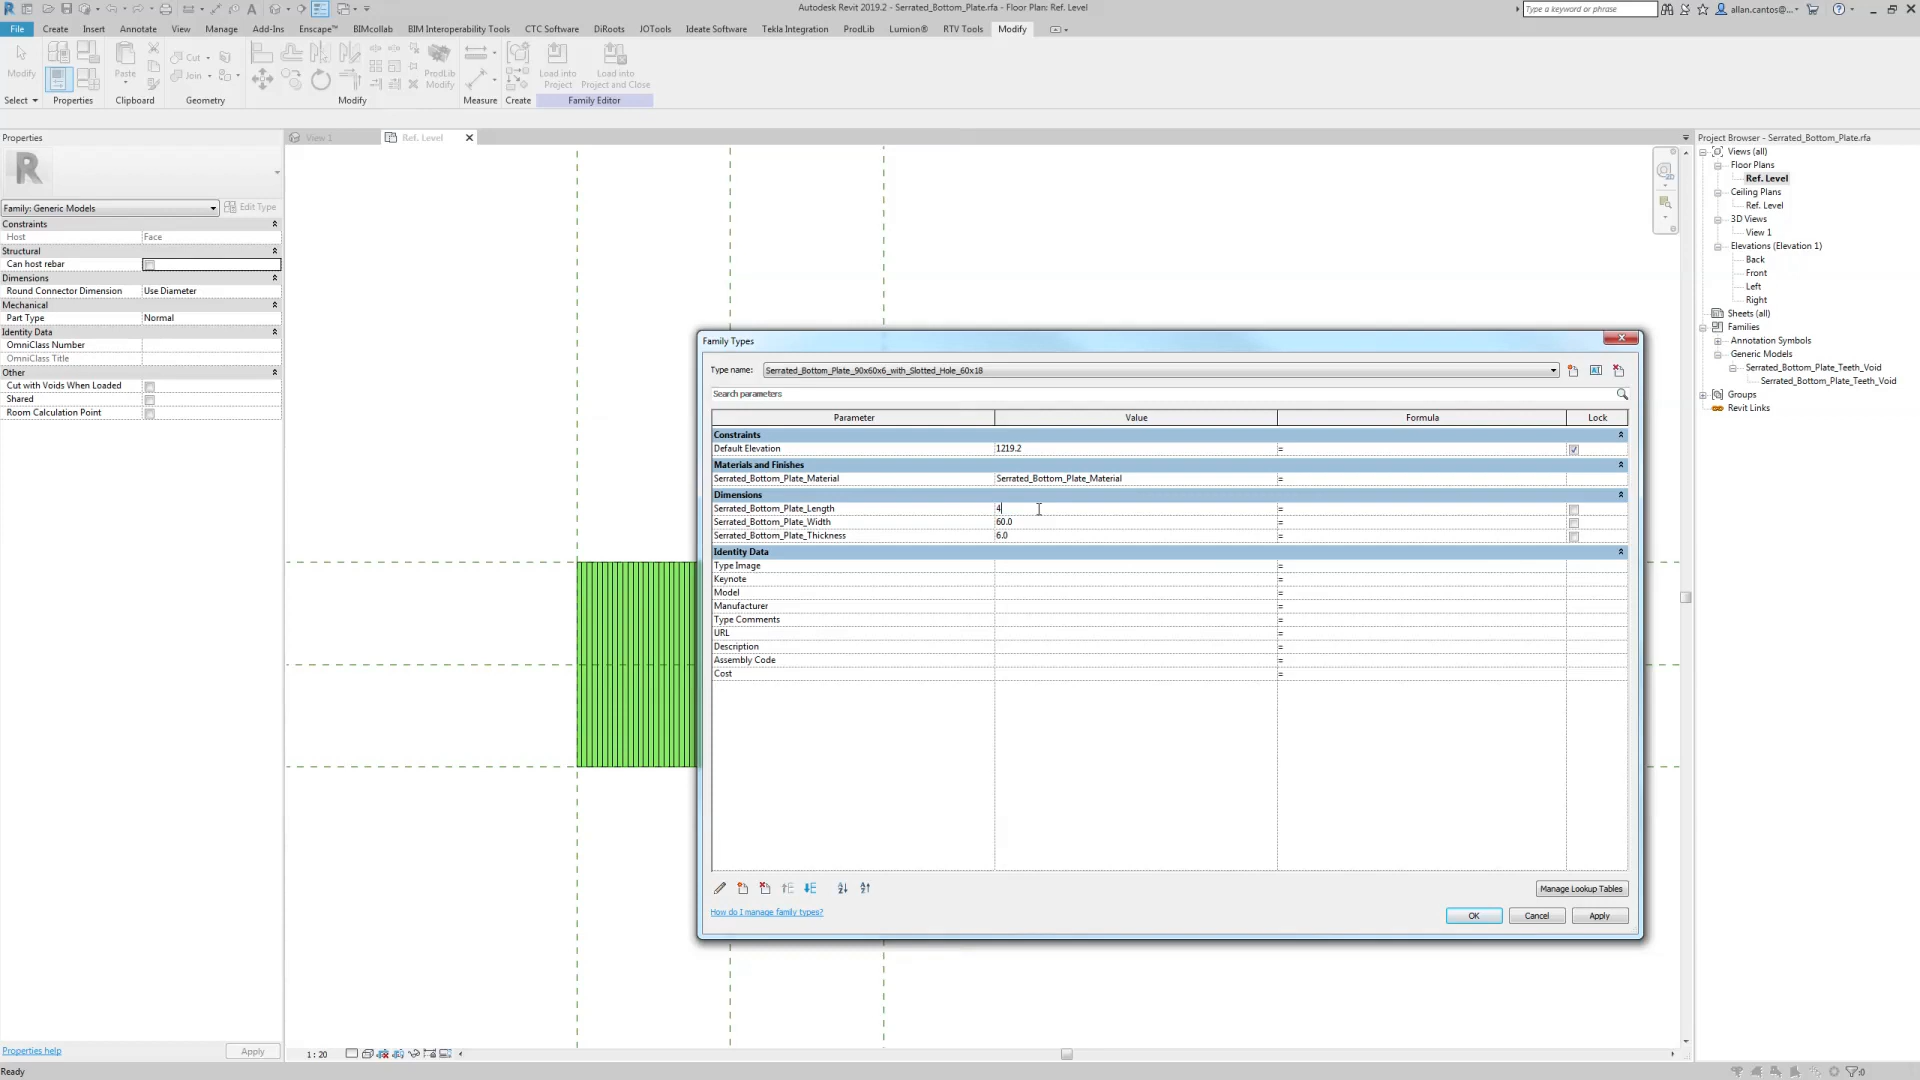 Autodesk Revit 2019.2 - Serrated_Bottom_Plate.rfa - Floor Plan: Ref. Level
Type a keyword or phrase
allan.cantos@...
File Create Insert Annotate View Manage Add-Ins Enscape™ BIMcollab BIM Interoperability Tools CTC Software DiRoots JOTools Ideate Software Tekla Integration ProdLib Lumion® RTV Tools Modify
Modify
Paste
Cut
Join
ProdLib Modify
Load into Project
Load into Project and Close
Select Properties Clipboard Geometry Modify Measure Create Family Editor
Properties
View 1
Ref. Level
Family: Generic Models
Edit Type
Constraints
Host Face
Structural
Can host rebar
Dimensions
Round Connector Dimension Use Diameter
Mechanical
Part Type Normal
Identity Data
OmniClass Number
OmniClass Title
Other
Cut with Voids When Loaded
Shared
Room Calculation Point
Properties help
Apply
Ready
1 : 20
Family Types
Type name: Serrated_Bottom_Plate_90x60x6_with_Slotted_Hole_60x18
Search parameters
Parameter Value Formula Lock
Constraints
Default Elevation 1219.2 =
Materials and Finishes
Serrated_Bottom_Plate_Material Serrated_Bottom_Plate_Material =
Dimensions
Serrated_Bottom_Plate_Length 4 =
Serrated_Bottom_Plate_Width 60.0 =
Serrated_Bottom_Plate_Thickness 6.0 =
Identity Data
Type Image =
Keynote =
Model =
Manufacturer =
Type Comments =
URL =
Description =
Assembly Code =
Cost =
Manage Lookup Tables
How do I manage family types?
OK Cancel Apply
Project Browser - Serrated_Bottom_Plate.rfa
Views (all)
Floor Plans
Ref. Level
Ceiling Plans
Ref. Level
3D Views
View 1
Elevations (Elevation 1)
Back
Front
Left
Right
Sheets (all)
Families
Annotation Symbols
Generic Models
Serrated_Bottom_Plate_Teeth_Void
Serrated_Bottom_Plate_Teeth_Void
Groups
Revit Links
:0